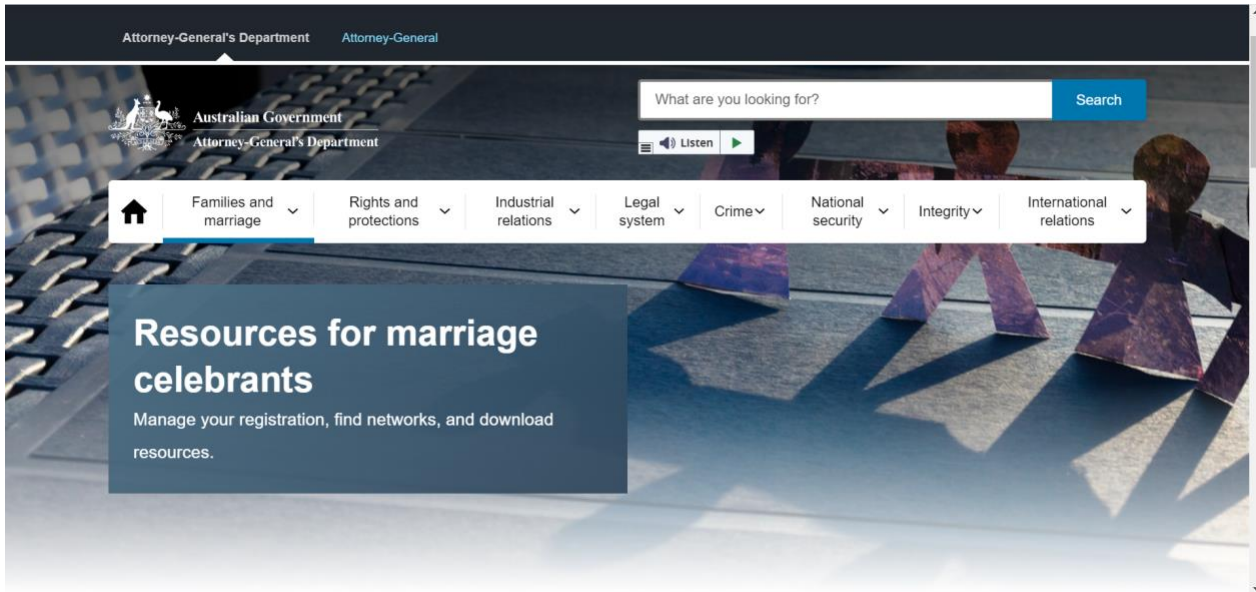 Attorney-General's Department
Attorney-General
Australian Government
Attorney-General's Department
What are you looking for?
Search
Listen
Families and
marriage
Rights and
protections
Industrial
relations
Legal
system
Crime
National
security
Integrity
International
relations
Resources for marriage
celebrants
Manage your registration, find networks, and download
resources.